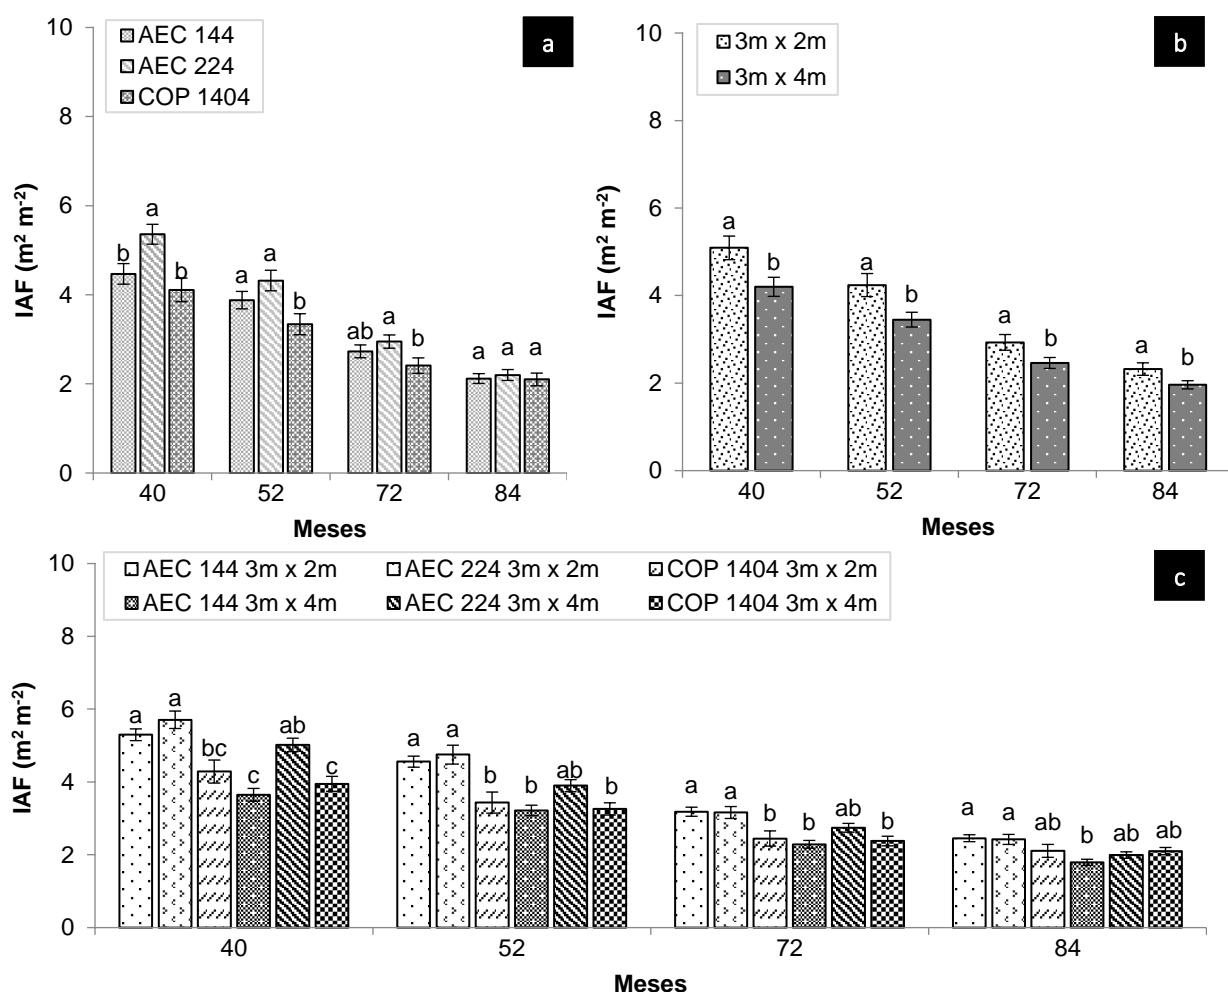 AEC 144
AEC 224
COP 1404
a
10
8
6
4
2
0
IAF (m² m⁻²)
b a b
a a b
ab a b
a a a
40 52 72 84
Meses
3m x 2m
3m x 4m
b
10
8
6
4
2
0
IAF (m² m⁻²)
a b
a b
a b
a b
40 52 72 84
Meses
AEC 144 3m x 2m AEC 224 3m x 2m COP 1404 3m x 2m
AEC 144 3m x 4m AEC 224 3m x 4m COP 1404 3m x 4m
c
10
8
6
4
2
0
IAF (m² m⁻²)
a a bc c ab c
a a b b ab b
a a b b ab b
a a ab b ab ab
40 52 72 84
Meses